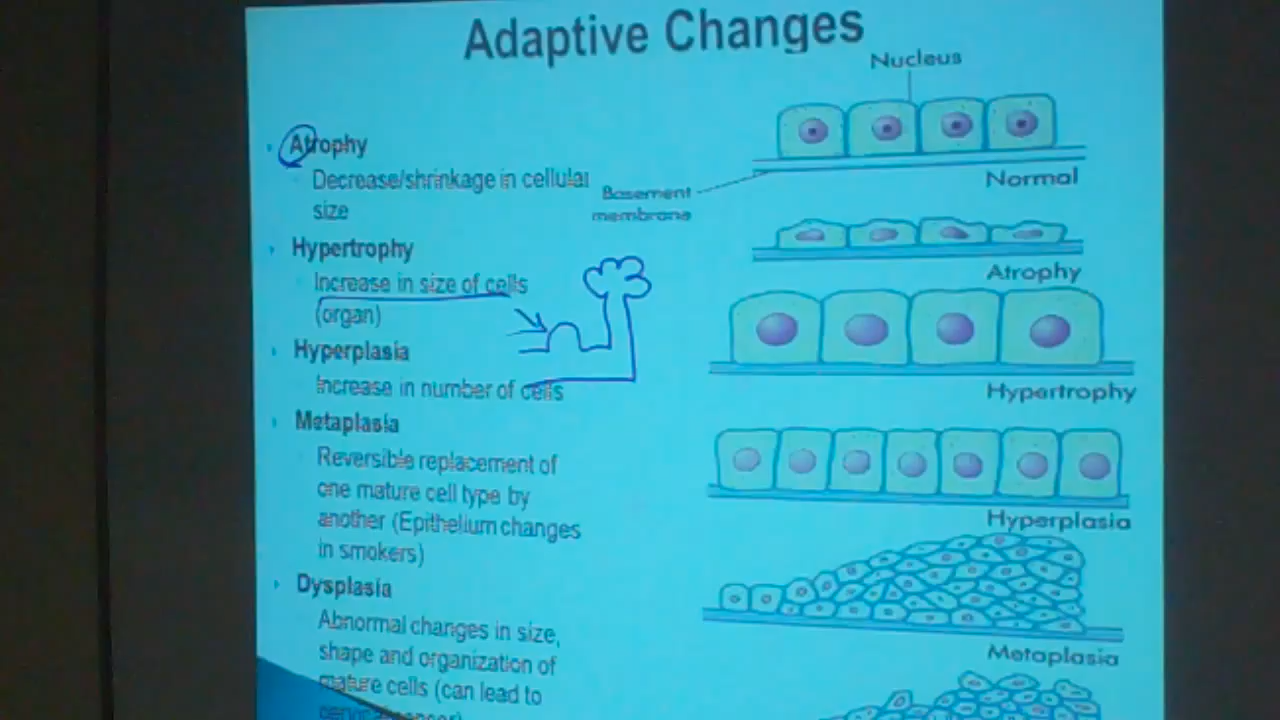 Adaptive Changes
Atrophy
Decrease/shrinkage in cellular
size
Hypertrophy
Increase in size of cells
(organ)
Hyperplasia
Increase in number of cells
Metaplasia
Reversible replacement of
one mature cell type by
another (Epithelium changes
in smokers)
Dysplasia
Abnormal changes in size,
shape and organization of
mature cells (can lead to
Nucleus
Basement
membrane
Normal
Atrophy
Hypertrophy
Hyperplasia
Metaplasia